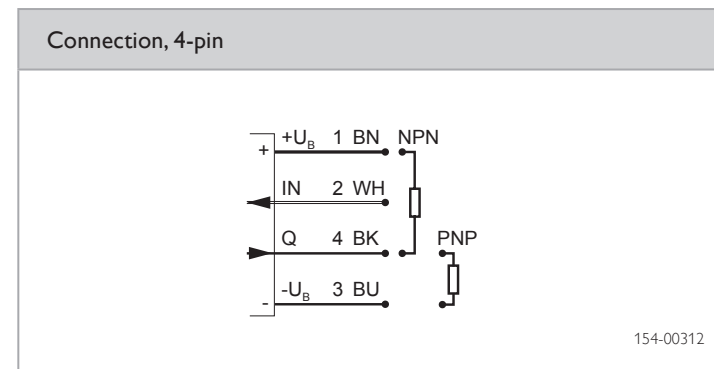 Connection, 4-pin
+U_B 1 BN NPN
+
IN 2 WH
Q 4 BK PNP
-U_B 3 BU
-
154-00312